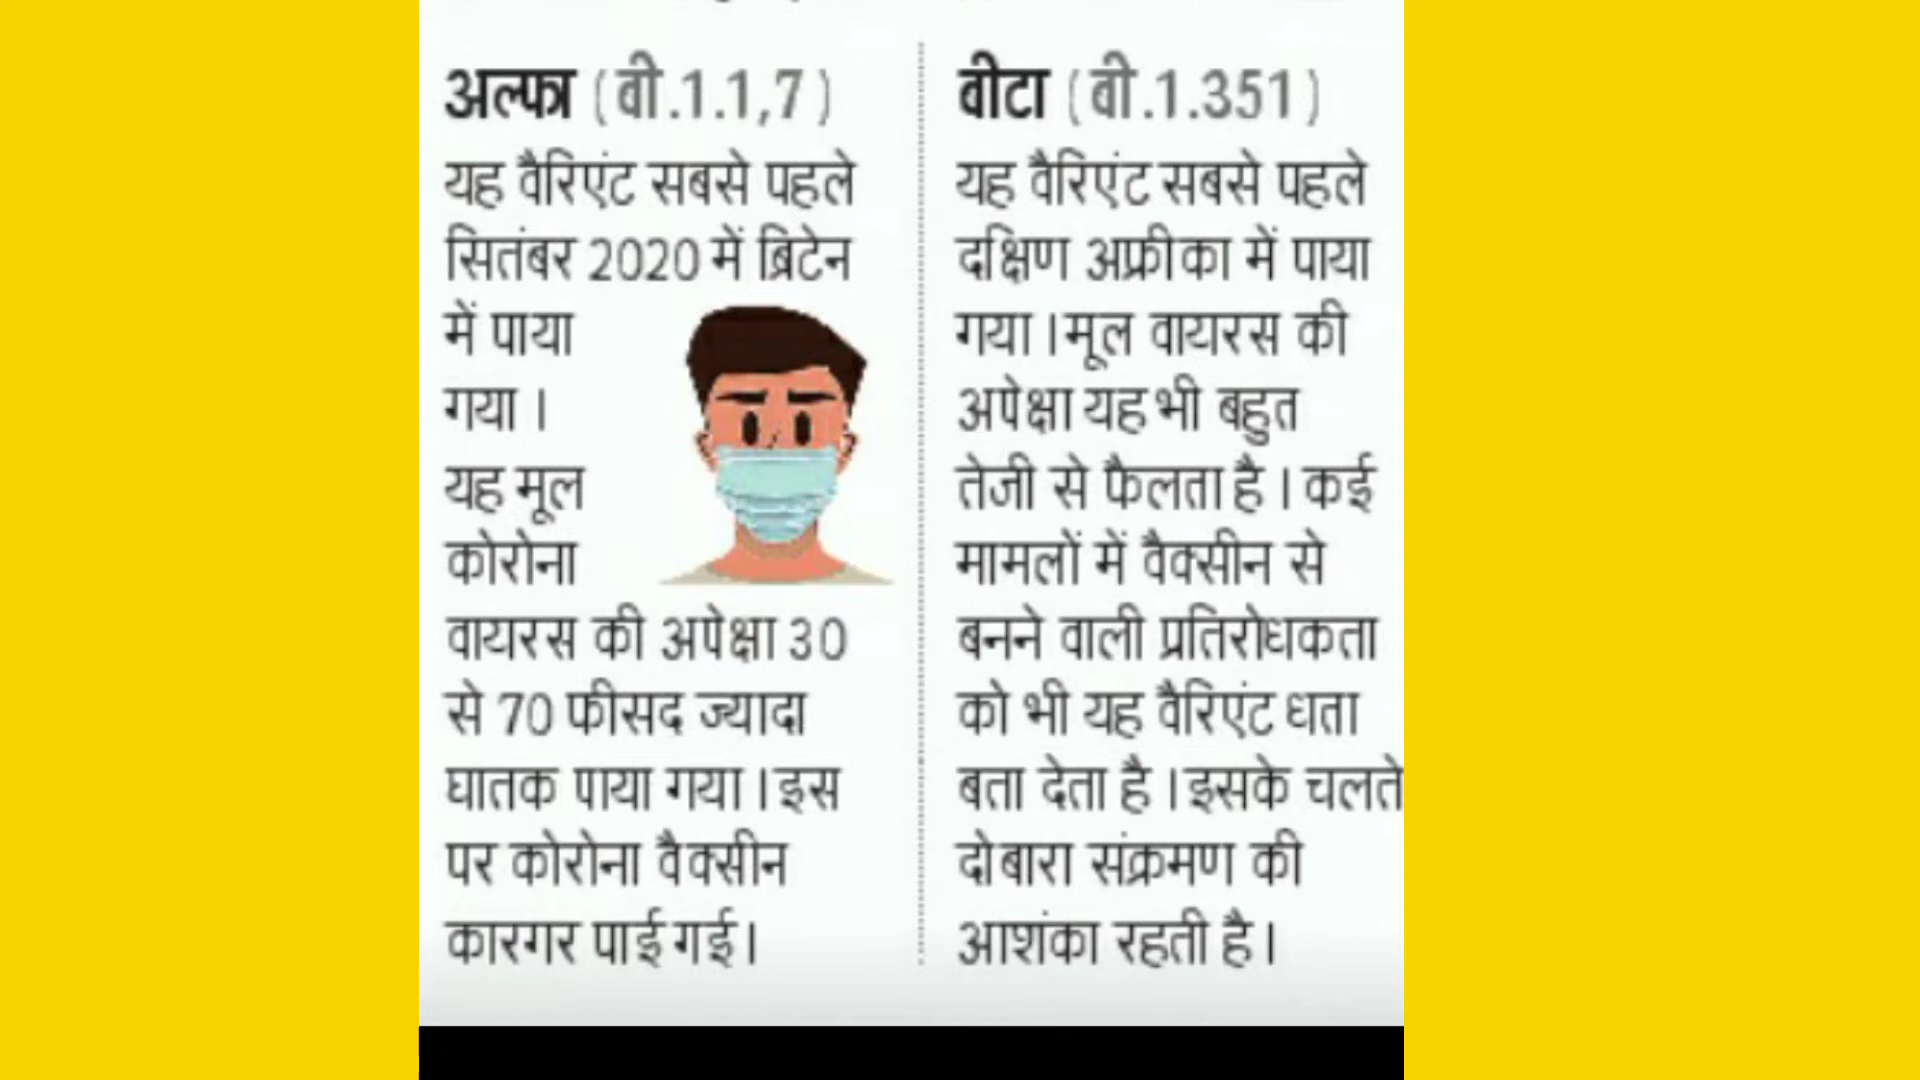 अल्फा (बी.1.1,7)
यह वैरिएंट सबसे पहले
सितंबर 2020 में ब्रिटेन
में पाया
गया ।
यह मूल
कोरोना
वायरस की अपेक्षा 30
से 70 फीसद ज्यादा
घातक पाया गया । इस
पर कोरोना वैक्सीन
कारगर पाई गई ।
बीटा (बी.1.351)
यह वैरिएंट सबसे पहले
दक्षिण अफ्रीका में पाया
गया । मूल वायरस की
अपेक्षा यह भी बहुत
तेजी से फैलता है । कई
मामलों में वैक्सीन से
बनने वाली प्रतिरोधकता
को भी यह वैरिएंट धता
बता देता है । इसके चलते
दोबारा संक्रमण की
आशंका रहती है ।